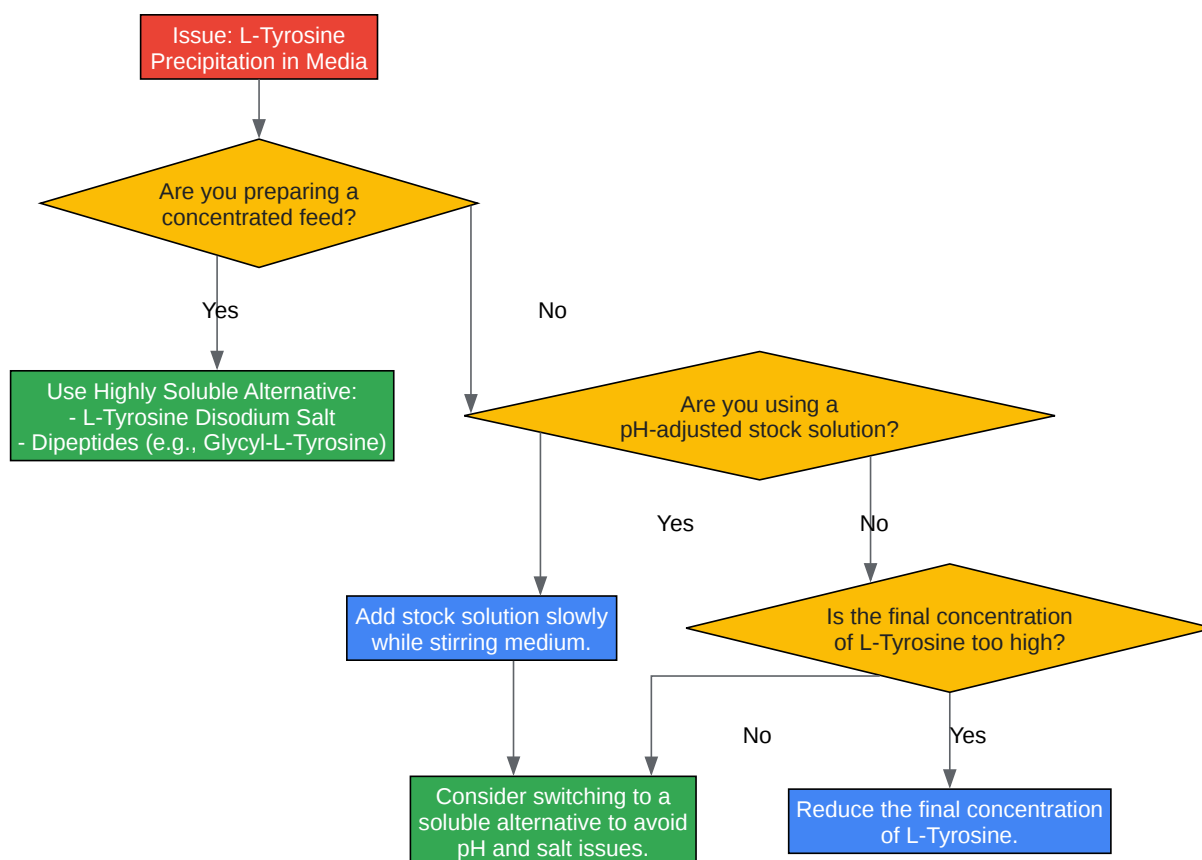 Issue: L-Tyrosine
Precipitation in Media
Are you preparing a
concentrated feed?
Yes
No
Use Highly Soluble Alternative:
- L-Tyrosine Disodium Salt
- Dipeptides (e.g., Glycyl-L-Tyrosine)
Are you using a
pH-adjusted stock solution?
Yes
No
Add stock solution slowly
while stirring medium.
Is the final concentration
of L-Tyrosine too high?
No
Yes
Consider switching to a
soluble alternative to avoid
pH and salt issues.
Reduce the final concentration
of L-Tyrosine.